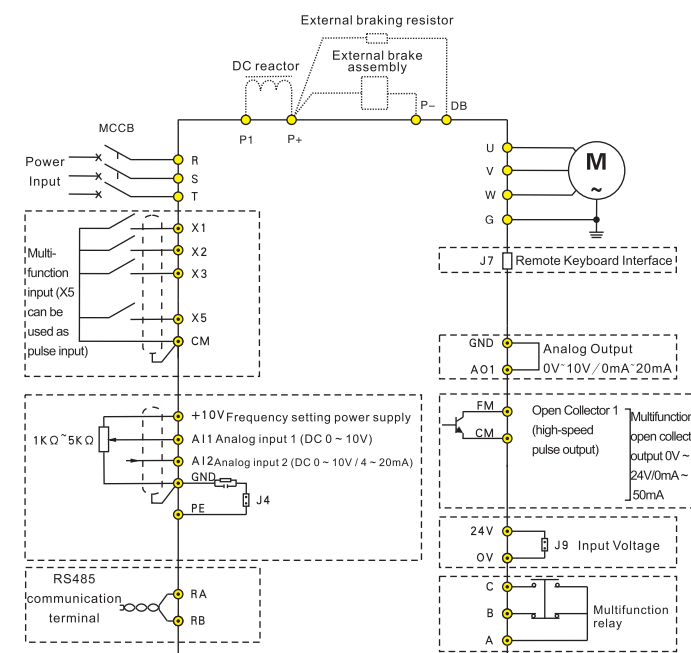 External braking resistor
External brake
assembly
DC reactor
P1
P+
P−
DB
MCCB
Power
Input
R
S
T
U
V
W
G
M
~
Multi-
function
input (X5
can be
used as
pulse input)
X1
X2
X3
X5
CM
J7
Remote Keyboard Interface
GND
AO1
Analog Output
0V~10V/0mA~20mA
1KΩ~5KΩ
+10V Frequency setting power supply
AI1 Analog input 1 (DC 0 ~ 10V)
AI2 Analog input 2 (DC 0 ~ 10V / 4 ~ 20mA)
GND
PE
J4
FM
CM
Open Collector 1
(high-speed
pulse output)
Multifunction
open collect
output 0V ~
24V/0mA ~
50mA
24V
0V
J9
Input Voltage
RS485
communication
terminal
RA
RB
C
B
A
Multifunction
relay